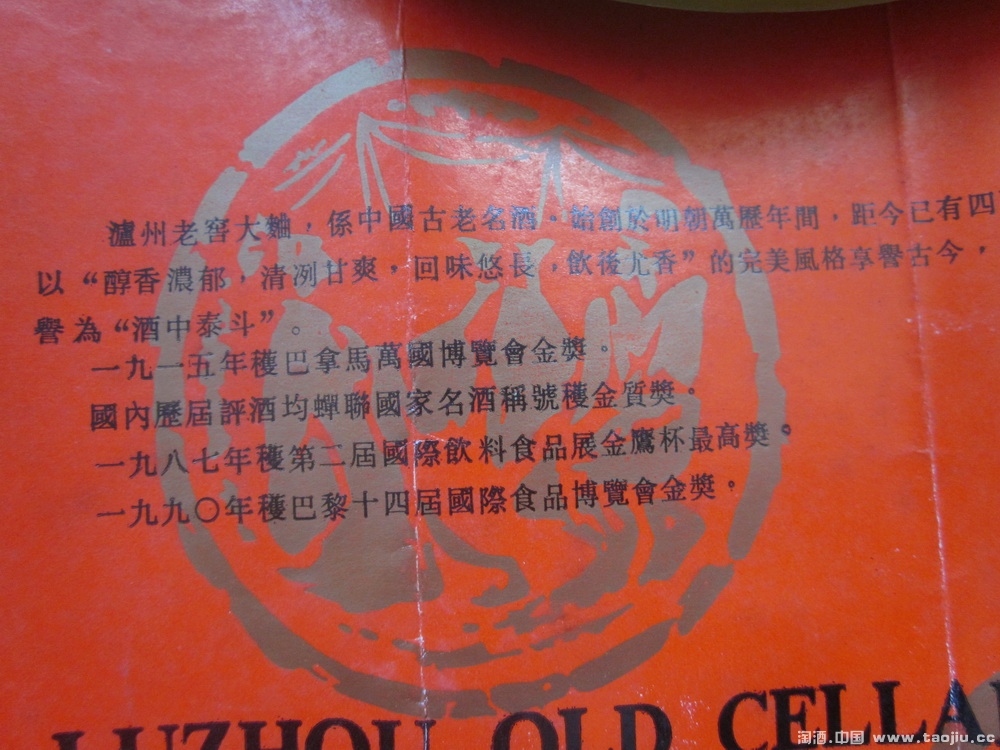 瀘州老窖大麯，係中國古老名酒。始創於明朝萬歷年間，距今已有四
以“醇香濃郁，清冽甘爽，回味悠長，飲後尤香”的完美風格享譽古今，
譽為“酒中泰斗”。
一九一五年穫巴拿馬萬國博覽會金獎。
國內歷屆評酒均蟬聯國家名酒稱號穫金質獎。
一九八七年穫第二屆國際飲料食品展金鷹杯最高獎。
一九九〇年穫巴黎十四屆國際食品博覽會金獎。
LUZHOU OLD CELLA
淘酒.中国 www.taojiu.cc